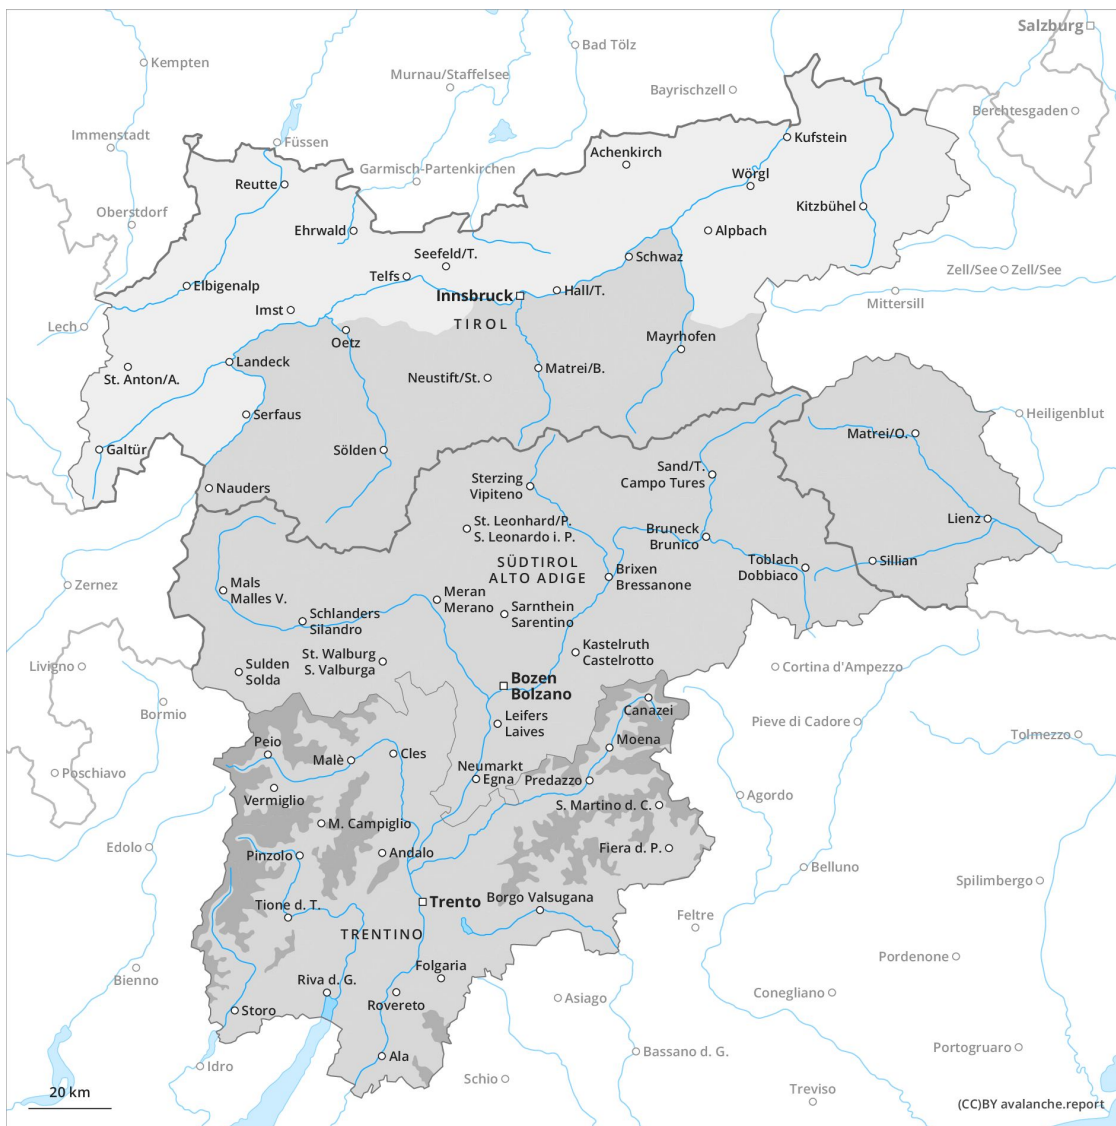 Salzburg
Bad Tölz
Kempten
Murnau/Staffelsee
Bayrischzell
Berchtesgaden
Immenstadt
Füssen
Kufstein
Achenkirch
Garmisch-Partenkirchen
Wörgl
Reutte
Oberstdorf
Kitzbühel
Ehrwald
Alpbach
Seefeld/T.
Schwaz
Telfs
Zell/See
Zell/See
Elbigenalp
Hall/T.
Innsbruck
Mittersill
Imst
TIROL
Lech
Oetz
Mayrhofen
Landeck
Matrei/B.
St. Anton/A.
Neustift/St.
Serfaus
Heiligenblut
Matrei/O.
Galtür
Sölden
Sterzing
Vipiteno
Sand/T.
Campo Tures
Nauders
St. Leonhard/P.
S. Leonardo i. P.
Lienz
Bruneck
Brunico
SÜDTIROL
ALTO ADIGE
Toblach
Dobbiaco
Sillian
Brixen
Bressanone
Zernez
Mals
Malles V.
Meran
Merano
Sarnthein
Sarentino
Schlanders
Silandro
Kastelruth
Castelrotto
St. Walburg
S. Valburga
Livigno
Sulden
Solda
Cortina d'Ampezzo
Bozen
Bolzano
Bormio
Canazei
Leifers
Laives
Pieve di Cadore
Tolmezzo
Peio
Moena
Cles
Malè
Neumarkt
Egna
Poschiavo
Predazzo
Vermiglio
Agordo
S. Martino d. C.
M. Campiglio
Edolo
Pinzolo
Andalo
Fiera d. P.
Belluno
Spilimbergo
Trento
Borgo Valsugana
Tione d. T.
Feltre
TRENTINO
Pordenone
Bienno
Folgaria
Riva d. G.
Rovereto
Conegliano
Asiago
Storo
Portogruaro
Ala
Bassano d. G.
Idro
Schio
Treviso
20 km
(CC)BY avalanche.report